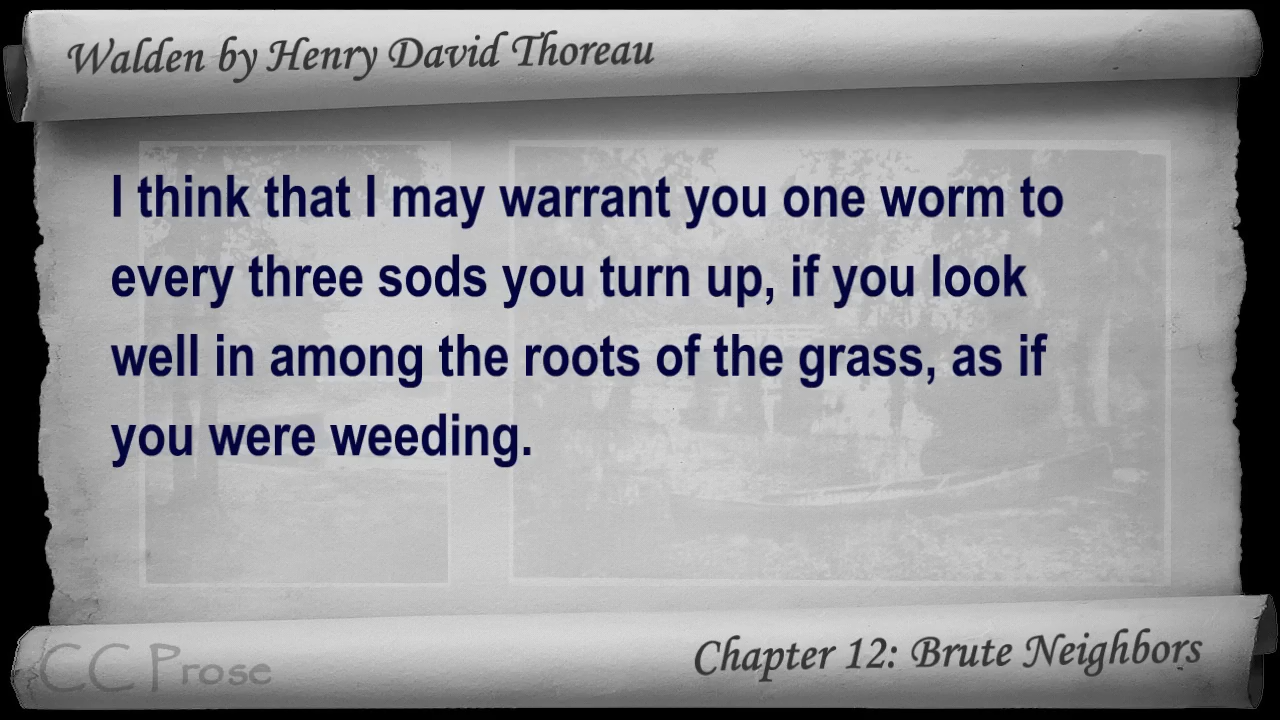 Walden by Henry David Thoreau
I think that I may warrant you one worm to
every three sods you turn up, if you look
well in among the roots of the grass, as if
you were weeding.
CC Prose
Chapter 12: Brute Neighbors